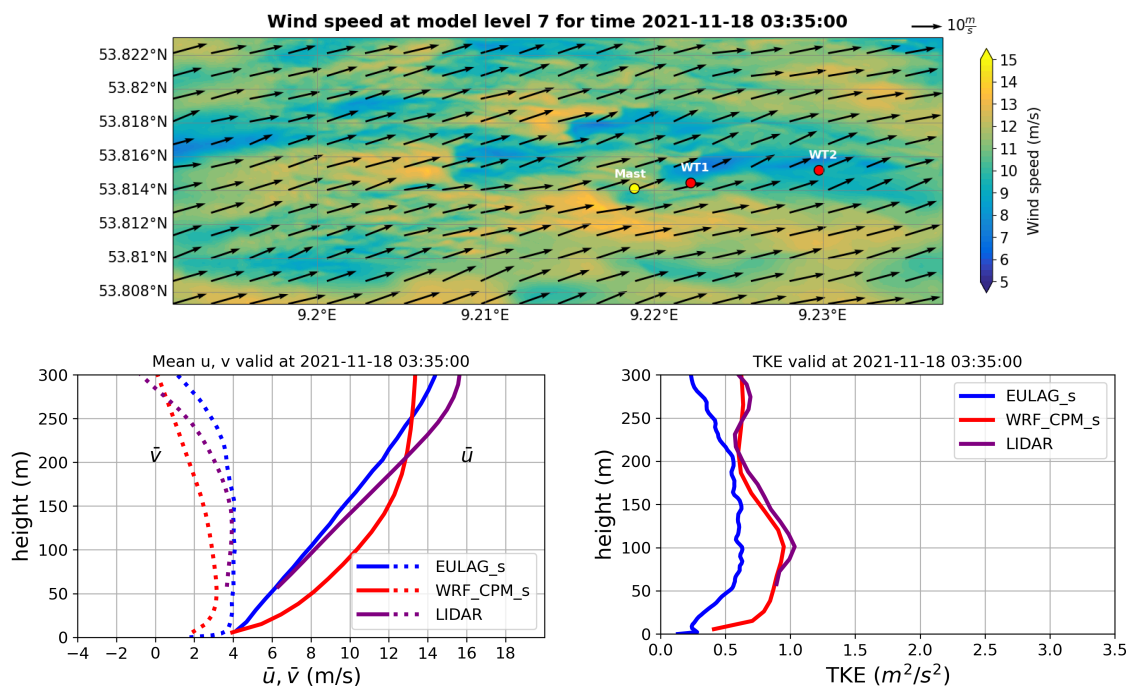 Wind speed at model level 7 for time 2021-11-18 03:35:00
10 m/s
53.822°N
53.82°N
53.818°N
53.816°N
53.814°N
53.812°N
53.81°N
53.808°N
9.2°E
9.21°E
9.22°E
9.23°E
Mast
WT1
WT2
15
14
13
12
11
10
9
8
7
6
5
Wind speed (m/s)
Mean u, v valid at 2021-11-18 03:35:00
300
250
200
150
100
50
0
height (m)
v̄
ū
EULAG_s
WRF_CPM_s
LIDAR
−4
−2
0
2
4
6
8
10
12
14
16
18
ū, v̄ (m/s)
TKE valid at 2021-11-18 03:35:00
300
250
200
150
100
50
0
height (m)
EULAG_s
WRF_CPM_s
LIDAR
0.0
0.5
1.0
1.5
2.0
2.5
3.0
3.5
TKE (m²/s²)